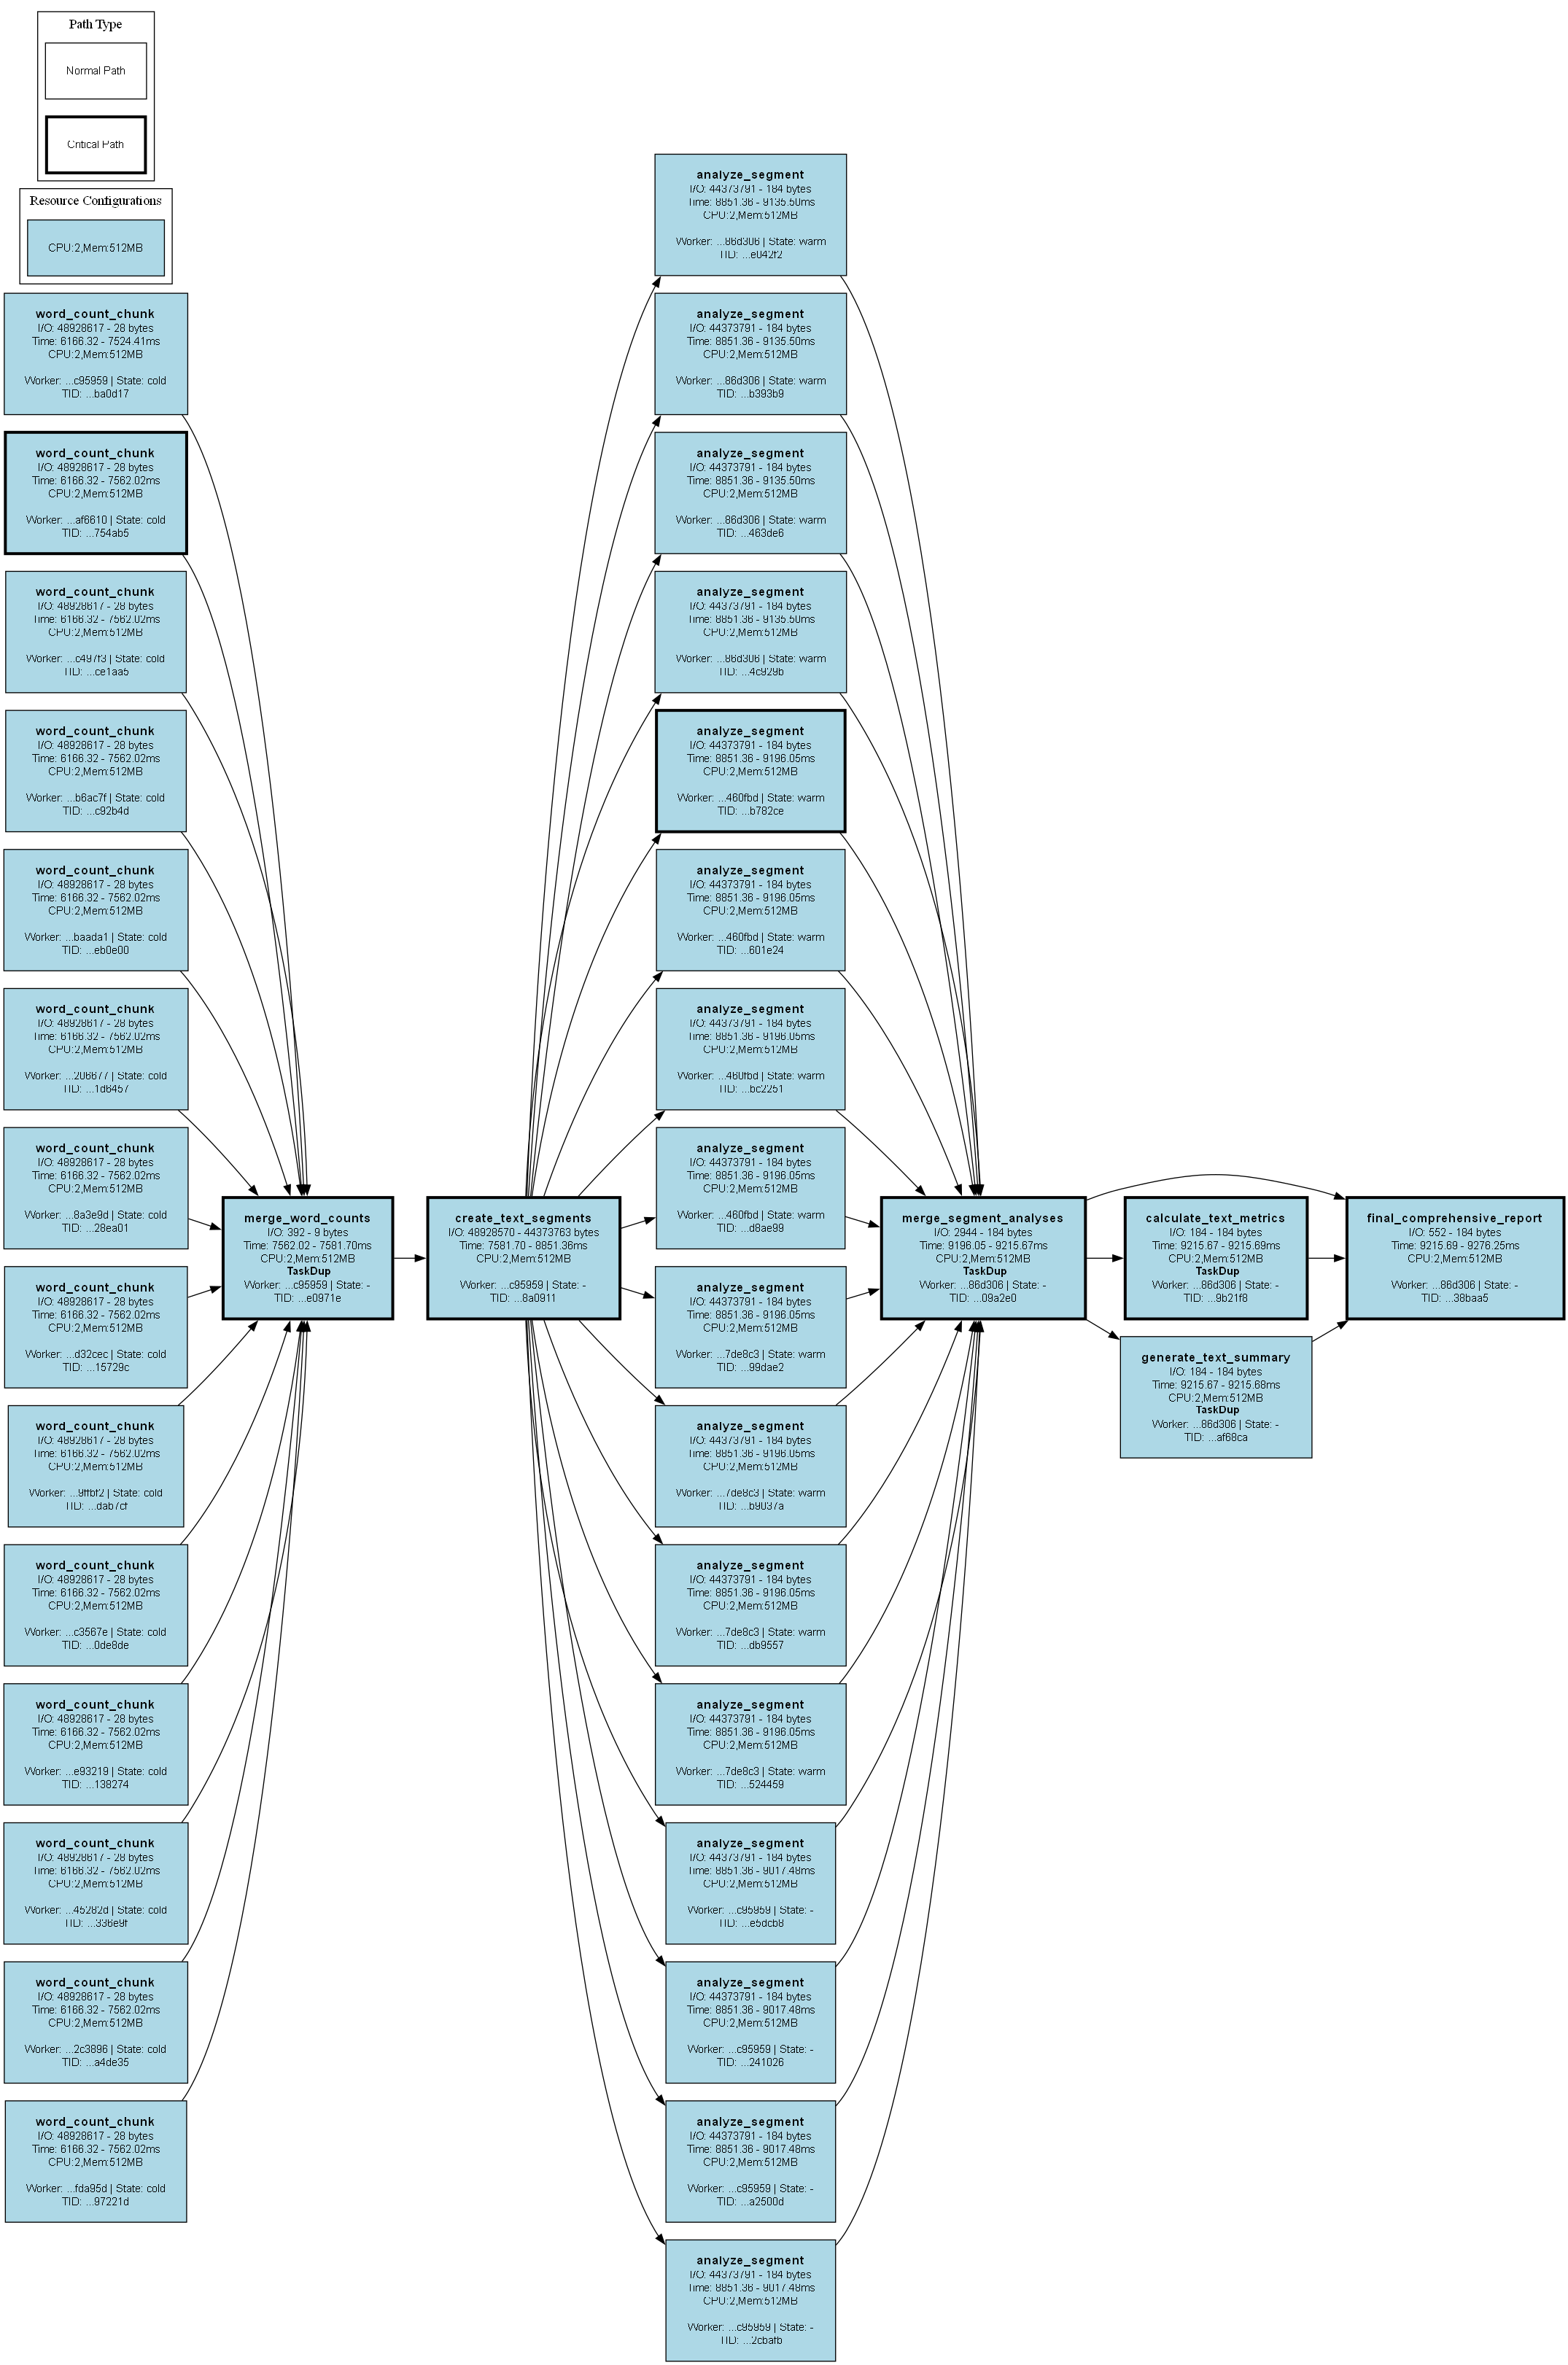 Path Type
Normal Path
Critical Path
Resource Configurations
CPU:2,Mem:512MB
word_count_chunk
I/O: 48928617 - 28 bytes
Time: 6166.32 - 7524.41ms
CPU:2,Mem:512MB
Worker: ...c95959 | State: cold
TID: ...ba0d17
word_count_chunk
I/O: 48928617 - 28 bytes
Time: 6166.32 - 7562.02ms
CPU:2,Mem:512MB
Worker: ...af6610 | State: cold
TID: ...754ab5
word_count_chunk
I/O: 48928617 - 28 bytes
Time: 6166.32 - 7562.02ms
CPU:2,Mem:512MB
Worker: ...c497f3 | State: cold
TID: ...ce1aa5
word_count_chunk
I/O: 48928617 - 28 bytes
Time: 6166.32 - 7562.02ms
CPU:2,Mem:512MB
Worker: ...b6ac7f | State: cold
TID: ...c92b4d
word_count_chunk
I/O: 48928617 - 28 bytes
Time: 6166.32 - 7562.02ms
CPU:2,Mem:512MB
Worker: ...baada1 | State: cold
TID: ...eb0e00
word_count_chunk
I/O: 48928617 - 28 bytes
Time: 6166.32 - 7562.02ms
CPU:2,Mem:512MB
Worker: ...206677 | State: cold
TID: ...1d6457
word_count_chunk
I/O: 48928617 - 28 bytes
Time: 6166.32 - 7562.02ms
CPU:2,Mem:512MB
Worker: ...8a3e9d | State: cold
TID: ...28ea01
word_count_chunk
I/O: 48928617 - 28 bytes
Time: 6166.32 - 7562.02ms
CPU:2,Mem:512MB
Worker: ...d32cec | State: cold
TID: ...15729c
word_count_chunk
I/O: 48928617 - 28 bytes
Time: 6166.32 - 7562.02ms
CPU:2,Mem:512MB
Worker: ...9ffbf2 | State: cold
TID: ...dab7cf
word_count_chunk
I/O: 48928617 - 28 bytes
Time: 6166.32 - 7562.02ms
CPU:2,Mem:512MB
Worker: ...c3567e | State: cold
TID: ...0de8de
word_count_chunk
I/O: 48928617 - 28 bytes
Time: 6166.32 - 7562.02ms
CPU:2,Mem:512MB
Worker: ...e93219 | State: cold
TID: ...138274
word_count_chunk
I/O: 48928617 - 28 bytes
Time: 6166.32 - 7562.02ms
CPU:2,Mem:512MB
Worker: ...45282d | State: cold
TID: ...336e9f
word_count_chunk
I/O: 48928617 - 28 bytes
Time: 6166.32 - 7562.02ms
CPU:2,Mem:512MB
Worker: ...2c3896 | State: cold
TID: ...a4de35
word_count_chunk
I/O: 48928617 - 28 bytes
Time: 6166.32 - 7562.02ms
CPU:2,Mem:512MB
Worker: ...fda95d | State: cold
TID: ...97221d
merge_word_counts
I/O: 392 - 9 bytes
Time: 7562.02 - 7581.70ms
CPU:2,Mem:512MB
TaskDup
Worker: ...c95959 | State: -
TID: ...e0971e
create_text_segments
I/O: 48928570 - 44373763 bytes
Time: 7581.70 - 8851.36ms
CPU:2,Mem:512MB
Worker: ...c95959 | State: -
TID: ...8a0911
analyze_segment
I/O: 44373791 - 184 bytes
Time: 8851.36 - 9135.50ms
CPU:2,Mem:512MB
Worker: ...86d306 | State: warm
TID: ...e042f2
analyze_segment
I/O: 44373791 - 184 bytes
Time: 8851.36 - 9135.50ms
CPU:2,Mem:512MB
Worker: ...86d306 | State: warm
TID: ...b393b9
analyze_segment
I/O: 44373791 - 184 bytes
Time: 8851.36 - 9135.50ms
CPU:2,Mem:512MB
Worker: ...86d306 | State: warm
TID: ...463de6
analyze_segment
I/O: 44373791 - 184 bytes
Time: 8851.36 - 9135.50ms
CPU:2,Mem:512MB
Worker: ...86d306 | State: warm
TID: ...4c929b
analyze_segment
I/O: 44373791 - 184 bytes
Time: 8851.36 - 9196.05ms
CPU:2,Mem:512MB
Worker: ...460fbd | State: warm
TID: ...b782ce
analyze_segment
I/O: 44373791 - 184 bytes
Time: 8851.36 - 9196.05ms
CPU:2,Mem:512MB
Worker: ...460fbd | State: warm
TID: ...601e24
analyze_segment
I/O: 44373791 - 184 bytes
Time: 8851.36 - 9196.05ms
CPU:2,Mem:512MB
Worker: ...460fbd | State: warm
TID: ...bc2251
analyze_segment
I/O: 44373791 - 184 bytes
Time: 8851.36 - 9196.05ms
CPU:2,Mem:512MB
Worker: ...460fbd | State: warm
TID: ...d8ae99
analyze_segment
I/O: 44373791 - 184 bytes
Time: 8851.36 - 9196.05ms
CPU:2,Mem:512MB
Worker: ...7de8c3 | State: warm
TID: ...99dae2
analyze_segment
I/O: 44373791 - 184 bytes
Time: 8851.36 - 9196.05ms
CPU:2,Mem:512MB
Worker: ...7de8c3 | State: warm
TID: ...b9037a
analyze_segment
I/O: 44373791 - 184 bytes
Time: 8851.36 - 9196.05ms
CPU:2,Mem:512MB
Worker: ...7de8c3 | State: warm
TID: ...db9557
analyze_segment
I/O: 44373791 - 184 bytes
Time: 8851.36 - 9196.05ms
CPU:2,Mem:512MB
Worker: ...7de8c3 | State: warm
TID: ...524459
analyze_segment
I/O: 44373791 - 184 bytes
Time: 8851.36 - 9017.48ms
CPU:2,Mem:512MB
Worker: ...c95959 | State: -
TID: ...e5dcb8
analyze_segment
I/O: 44373791 - 184 bytes
Time: 8851.36 - 9017.48ms
CPU:2,Mem:512MB
Worker: ...c95959 | State: -
TID: ...241026
analyze_segment
I/O: 44373791 - 184 bytes
Time: 8851.36 - 9017.48ms
CPU:2,Mem:512MB
Worker: ...c95959 | State: -
TID: ...a2500d
analyze_segment
I/O: 44373791 - 184 bytes
Time: 8851.36 - 9017.48ms
CPU:2,Mem:512MB
Worker: ...c95959 | State: -
TID: ...2cbafb
merge_segment_analyses
I/O: 2944 - 184 bytes
Time: 9196.05 - 9215.67ms
CPU:2,Mem:512MB
TaskDup
Worker: ...86d306 | State: -
TID: ...09a2e0
calculate_text_metrics
I/O: 184 - 184 bytes
Time: 9215.67 - 9215.69ms
CPU:2,Mem:512MB
TaskDup
Worker: ...86d306 | State: -
TID: ...9b21f8
generate_text_summary
I/O: 184 - 184 bytes
Time: 9215.67 - 9215.68ms
CPU:2,Mem:512MB
TaskDup
Worker: ...86d306 | State: -
TID: ...af68ca
final_comprehensive_report
I/O: 552 - 184 bytes
Time: 9215.69 - 9276.25ms
CPU:2,Mem:512MB
Worker: ...86d306 | State: -
TID: ...38baa5